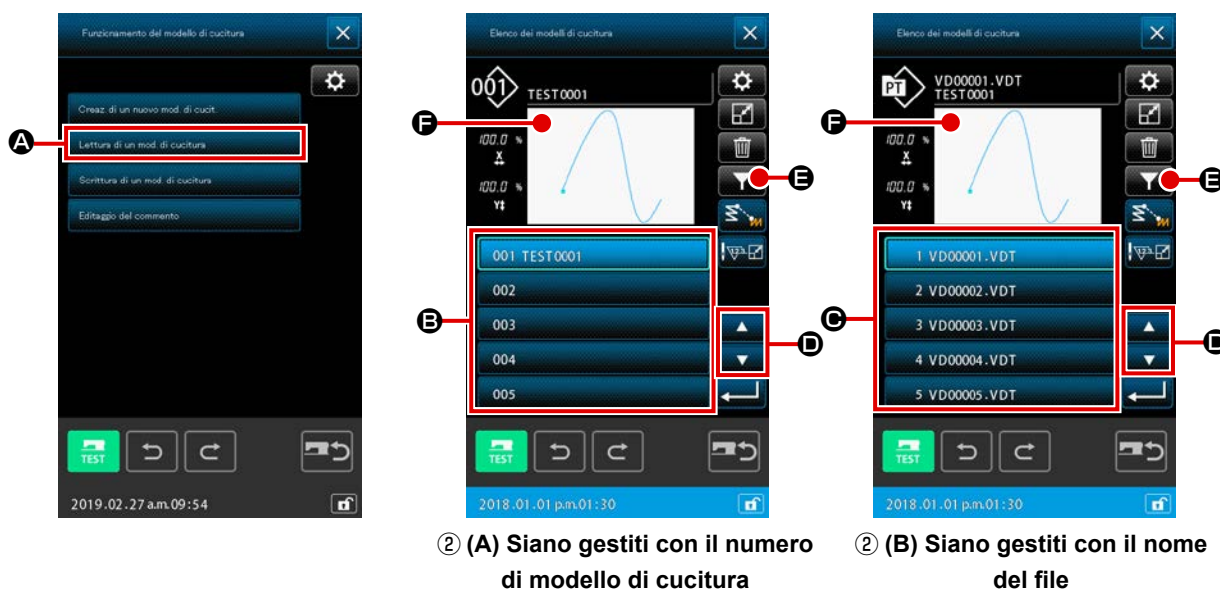 Funzionamento del modello di cucitura
Creaz. di un nuovo mod. di cucit.
A
Lettura di un mod. di cucitura
Scrittura di un mod. di cucitura
Editaggio del commento
TEST
2019.02.27 a.m.09:54
Elenco dei modelli di cucitura
001
TEST0001
F
100.0 %
X
100.0 %
Y
E
B
001 TEST0001
002
003
004
005
D
TEST
2018.01.01 p.m.01:30
② (A) Siano gestiti con il numero
di modello di cucitura
Elenco dei modelli di cucitura
PT
VD00001.VDT
TEST0001
F
100.0 %
X
100.0 %
Y
E
C
1 VD00001.VDT
2 VD00002.VDT
3 VD00003.VDT
4 VD00004.VDT
5 VD00005.VDT
D
TEST
2018.01.01 p.m.01:30
② (B) Siano gestiti con il nome
del file